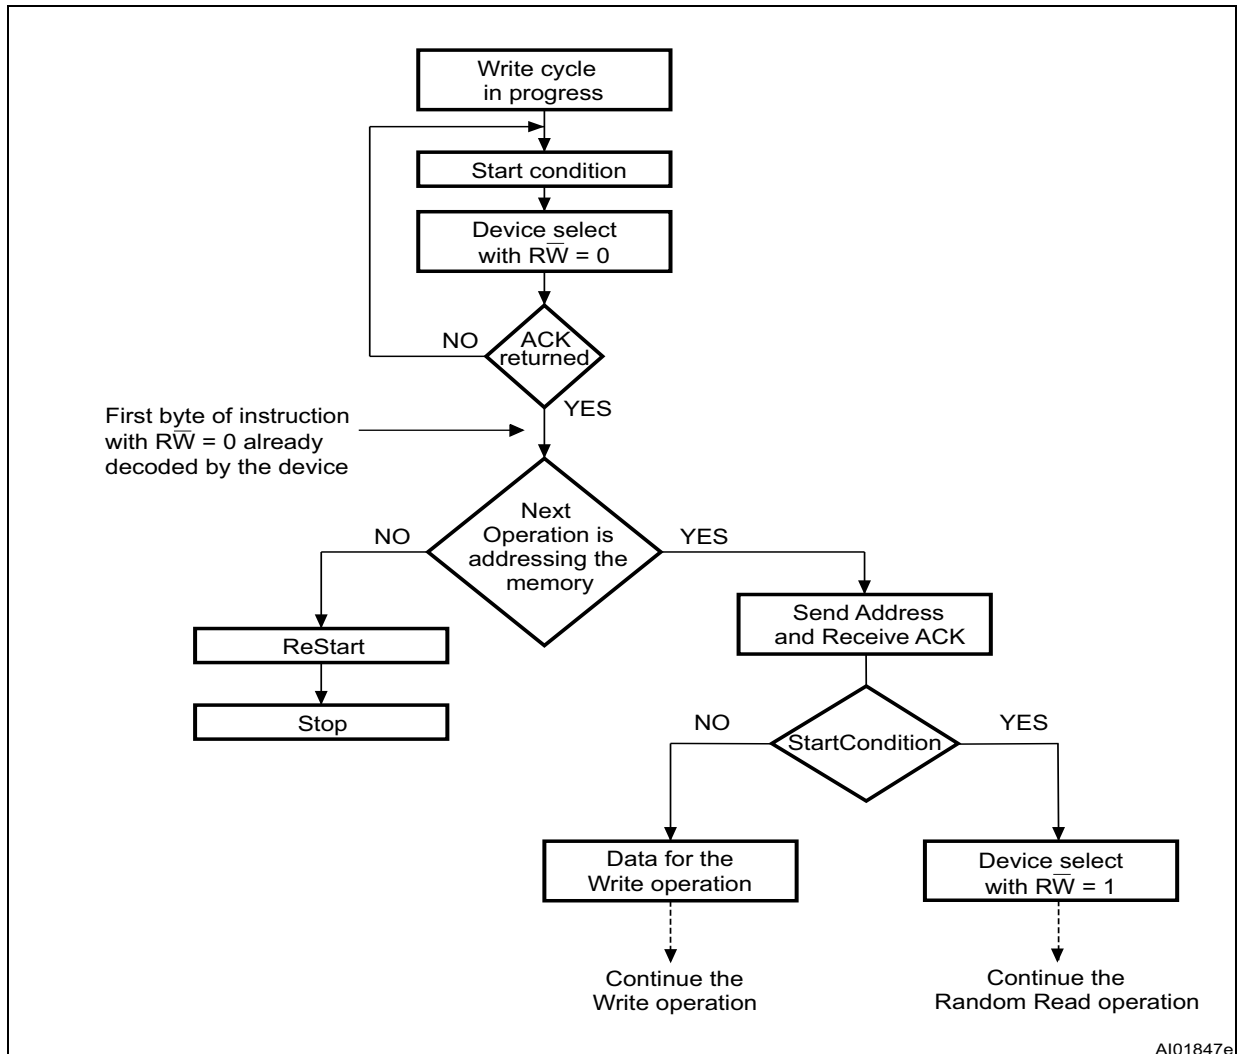 Write cycle
in progress
Start condition
Device select
with RW̅ = 0
NO
ACK
returned
YES
First byte of instruction
with RW̅ = 0 already
decoded by the device
Next
Operation is
addressing the
memory
NO
YES
ReStart
Stop
Send Address
and Receive ACK
NO
StartCondition
YES
Data for the
Write operation
Device select
with RW̅ = 1
Continue the
Write operation
Continue the
Random Read operation
AI01847e